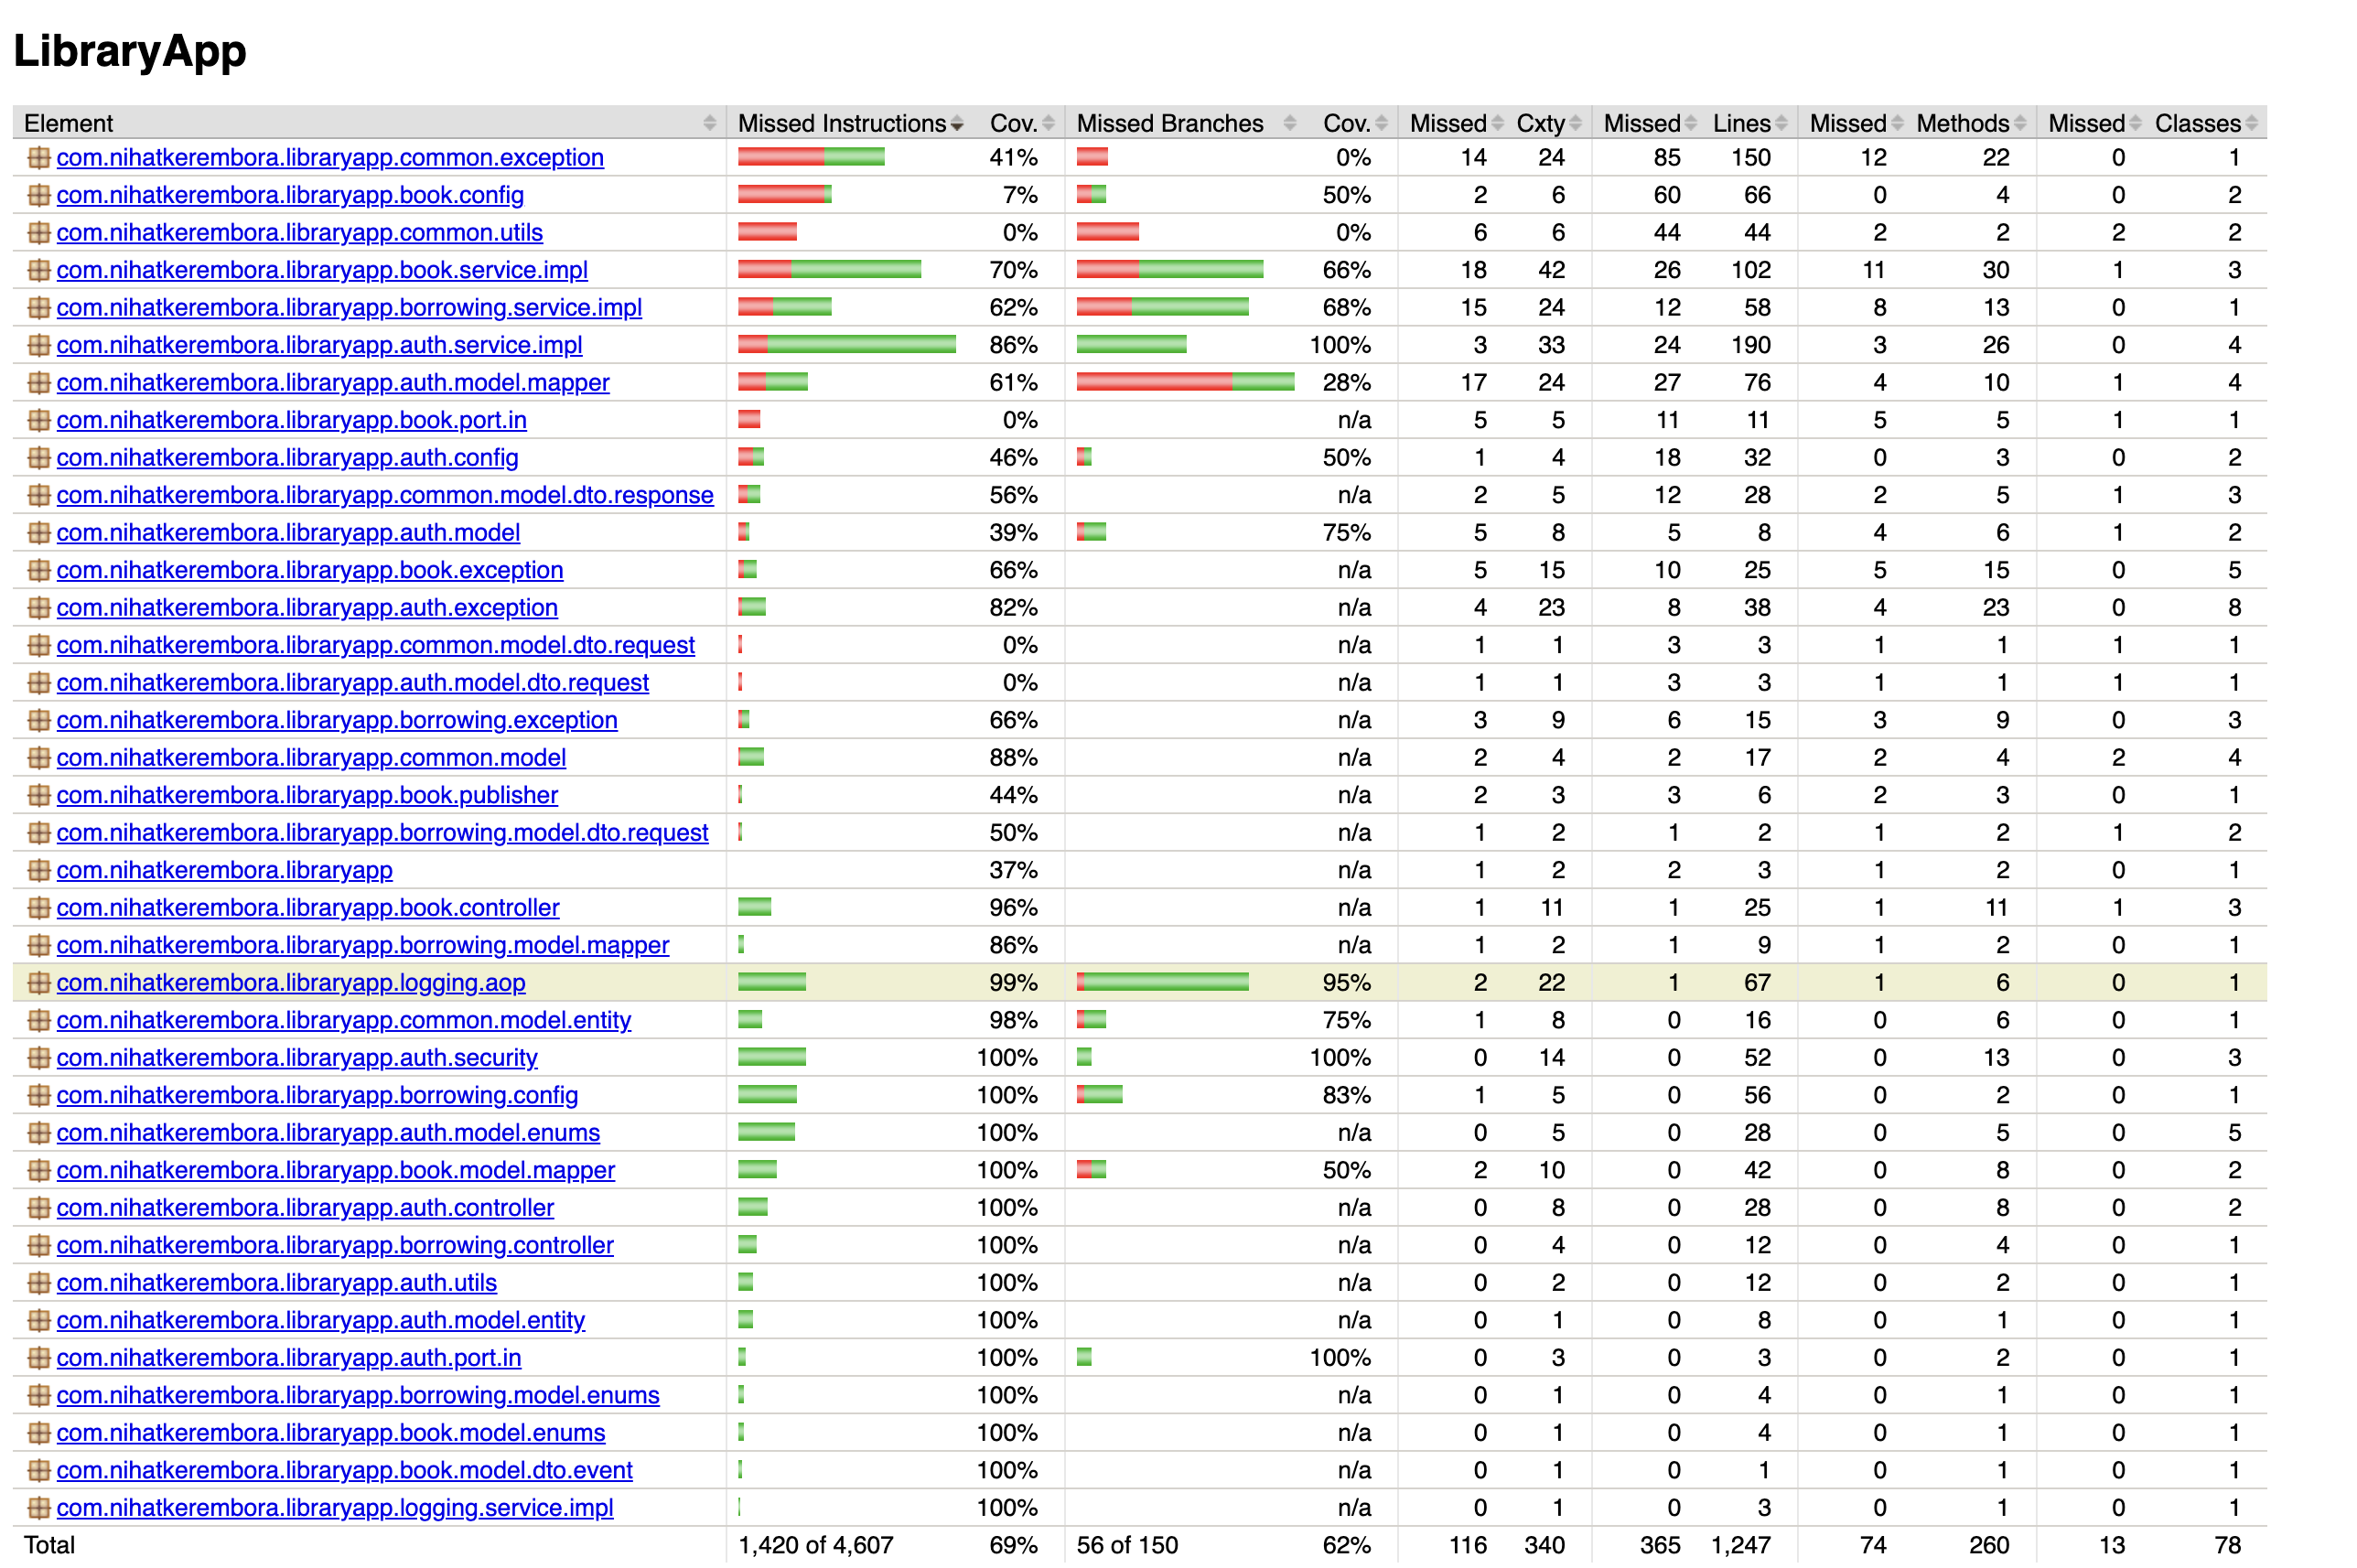 LibraryApp
Element Missed Instructions Cov. Missed Branches Cov. Missed Cxty Missed Lines Missed Methods Missed Classes
com.nihatkerembora.libraryapp.common.exception 41% 0% 14 24 85 150 12 22 0 1
com.nihatkerembora.libraryapp.book.config 7% 50% 2 6 60 66 0 4 0 2
com.nihatkerembora.libraryapp.common.utils 0% 0% 6 6 44 44 2 2 2 2
com.nihatkerembora.libraryapp.book.service.impl 70% 66% 18 42 26 102 11 30 1 3
com.nihatkerembora.libraryapp.borrowing.service.impl 62% 68% 15 24 12 58 8 13 0 1
com.nihatkerembora.libraryapp.auth.service.impl 86% 100% 3 33 24 190 3 26 0 4
com.nihatkerembora.libraryapp.auth.model.mapper 61% 28% 17 24 27 76 4 10 1 4
com.nihatkerembora.libraryapp.book.port.in 0% n/a 5 5 11 11 5 5 1 1
com.nihatkerembora.libraryapp.auth.config 46% 50% 1 4 18 32 0 3 0 2
com.nihatkerembora.libraryapp.common.model.dto.response 56% n/a 2 5 12 28 2 5 1 3
com.nihatkerembora.libraryapp.auth.model 39% 75% 5 8 5 8 4 6 1 2
com.nihatkerembora.libraryapp.book.exception 66% n/a 5 15 10 25 5 15 0 5
com.nihatkerembora.libraryapp.auth.exception 82% n/a 4 23 8 38 4 23 0 8
com.nihatkerembora.libraryapp.common.model.dto.request 0% n/a 1 1 3 3 1 1 1 1
com.nihatkerembora.libraryapp.auth.model.dto.request 0% n/a 1 1 3 3 1 1 1 1
com.nihatkerembora.libraryapp.borrowing.exception 66% n/a 3 9 6 15 3 9 0 3
com.nihatkerembora.libraryapp.common.model 88% n/a 2 4 2 17 2 4 2 4
com.nihatkerembora.libraryapp.book.publisher 44% n/a 2 3 3 6 2 3 0 1
com.nihatkerembora.libraryapp.borrowing.model.dto.request 50% n/a 1 2 1 2 1 2 1 2
com.nihatkerembora.libraryapp 37% n/a 1 2 2 3 1 2 0 1
com.nihatkerembora.libraryapp.book.controller 96% n/a 1 11 1 25 1 11 1 3
com.nihatkerembora.libraryapp.borrowing.model.mapper 86% n/a 1 2 1 9 1 2 0 1
com.nihatkerembora.libraryapp.logging.aop 99% 95% 2 22 1 67 1 6 0 1
com.nihatkerembora.libraryapp.common.model.entity 98% 75% 1 8 0 16 0 6 0 1
com.nihatkerembora.libraryapp.auth.security 100% 100% 0 14 0 52 0 13 0 3
com.nihatkerembora.libraryapp.borrowing.config 100% 83% 1 5 0 56 0 2 0 1
com.nihatkerembora.libraryapp.auth.model.enums 100% n/a 0 5 0 28 0 5 0 5
com.nihatkerembora.libraryapp.book.model.mapper 100% 50% 2 10 0 42 0 8 0 2
com.nihatkerembora.libraryapp.auth.controller 100% n/a 0 8 0 28 0 8 0 2
com.nihatkerembora.libraryapp.borrowing.controller 100% n/a 0 4 0 12 0 4 0 1
com.nihatkerembora.libraryapp.auth.utils 100% n/a 0 2 0 12 0 2 0 1
com.nihatkerembora.libraryapp.auth.model.entity 100% n/a 0 1 0 8 0 1 0 1
com.nihatkerembora.libraryapp.auth.port.in 100% 100% 0 3 0 3 0 2 0 1
com.nihatkerembora.libraryapp.borrowing.model.enums 100% n/a 0 1 0 4 0 1 0 1
com.nihatkerembora.libraryapp.book.model.enums 100% n/a 0 1 0 4 0 1 0 1
com.nihatkerembora.libraryapp.book.model.dto.event 100% n/a 0 1 0 1 0 1 0 1
com.nihatkerembora.libraryapp.logging.service.impl 100% n/a 0 1 0 3 0 1 0 1
Total 1,420 of 4,607 69% 56 of 150 62% 116 340 365 1,247 74 260 13 78